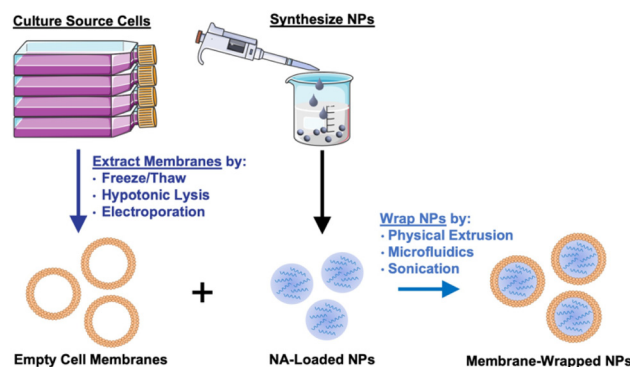 Culture Source Cells
Synthesize NPs
Extract Membranes by:
· Freeze/Thaw
· Hypotonic Lysis
· Electroporation
Wrap NPs by:
· Physical Extrusion
· Microfluidics
· Sonication
+
Empty Cell Membranes
NA-Loaded NPs
Membrane-Wrapped NPs